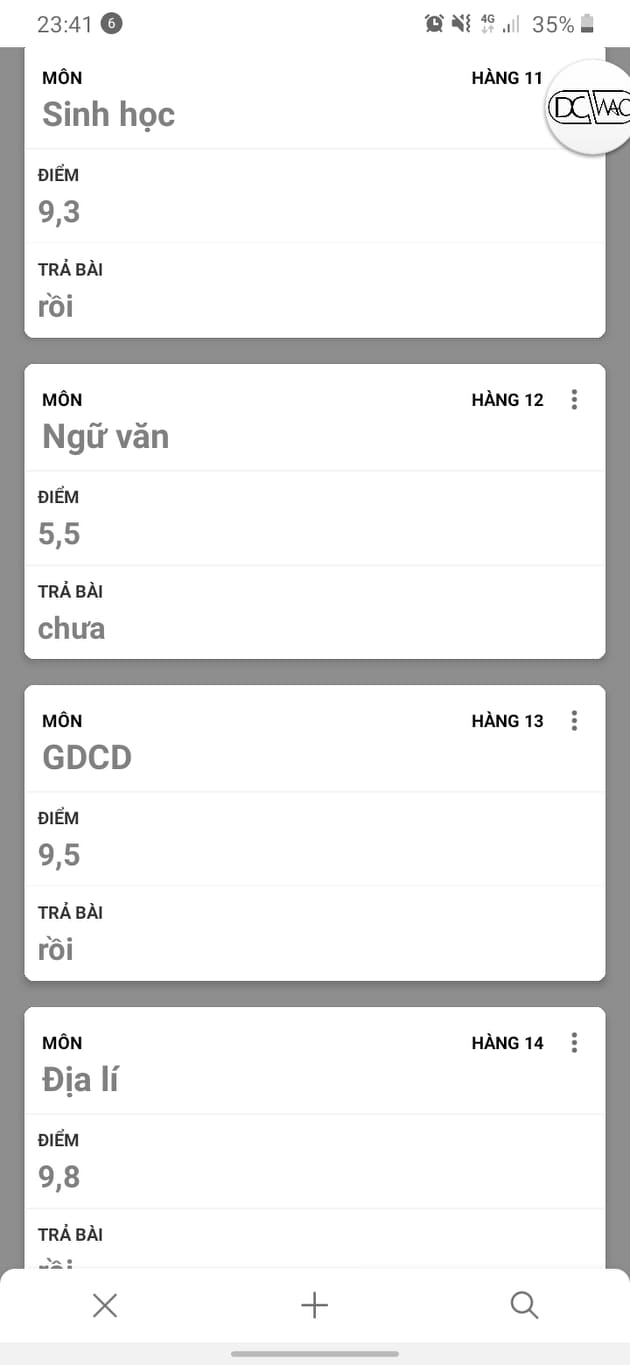 23:41 6 4G 35%
MÔN HÀNG 11
Sinh học
DC WAC
ĐIỂM
9,3
TRẢ BÀI
rồi
MÔN HÀNG 12
Ngữ văn
ĐIỂM
5,5
TRẢ BÀI
chưa
MÔN HÀNG 13
GDCD
ĐIỂM
9,5
TRẢ BÀI
rồi
MÔN HÀNG 14
Địa lí
ĐIỂM
9,8
TRẢ BÀI